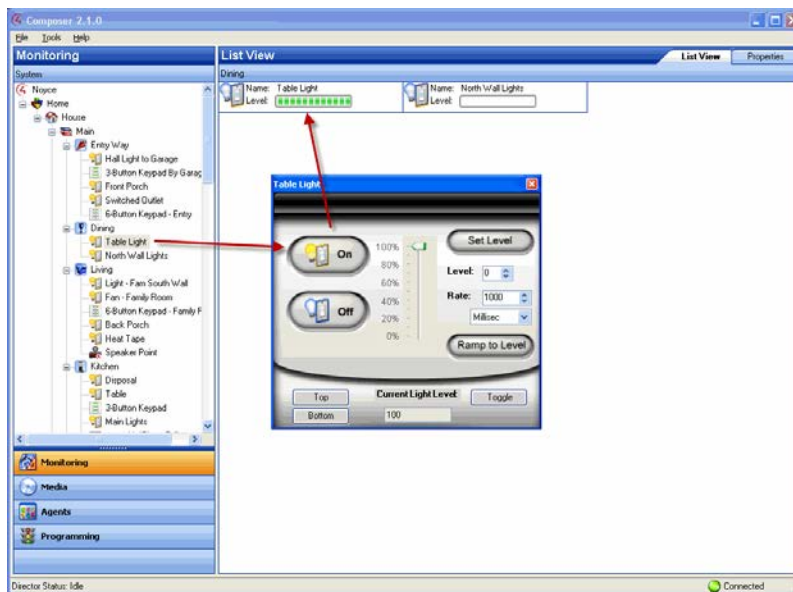 Composer 2.1.0
File Tools Help
Monitoring
List View
List View
Properties
System
Dining
Noyce
Home
House
Main
Entry Way
Hall Light to Garage
3-Button Keypad By Garag
Front Porch
Switched Outlet
6-Button Keypad - Entry
Dining
Table Light
North Wall Lights
Living
Light - Fam South Wall
Fan - Family Room
6-Button Keypad - Family F
Back Porch
Heat Tape
Speaker Point
Kitchen
Disposal
Table
3-Button Keypad
Main Lights
Name: Table Light
Level:
Name: North Wall Lights
Level:
Table Light
On
Off
100%
80%
60%
40%
20%
0%
Set Level
Level: 0
Rate: 1000
Millisec
Ramp to Level
Top
Bottom
Current Light Level:
100
Toggle
Monitoring
Media
Agents
Programming
Director Status: Idle
Connected